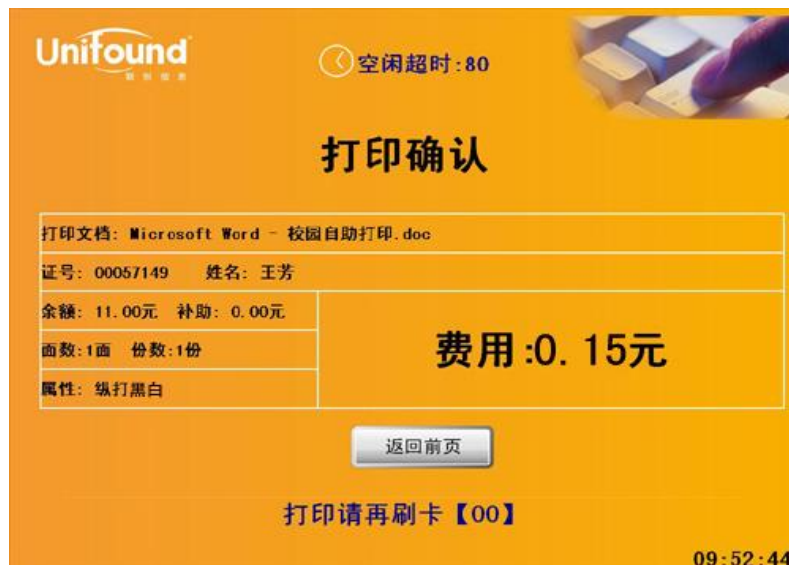 Unifound
联创信息
空闲超时:80
打印确认
打印文档: Microsoft Word - 校园自助打印.doc
证号: 00057149 姓名: 王芳
余额: 11.00元 补助: 0.00元
面数:1面 份数:1份
费用:0.15元
属性: 纵打黑白
返回前页
打印请再刷卡【00】
09:52:44